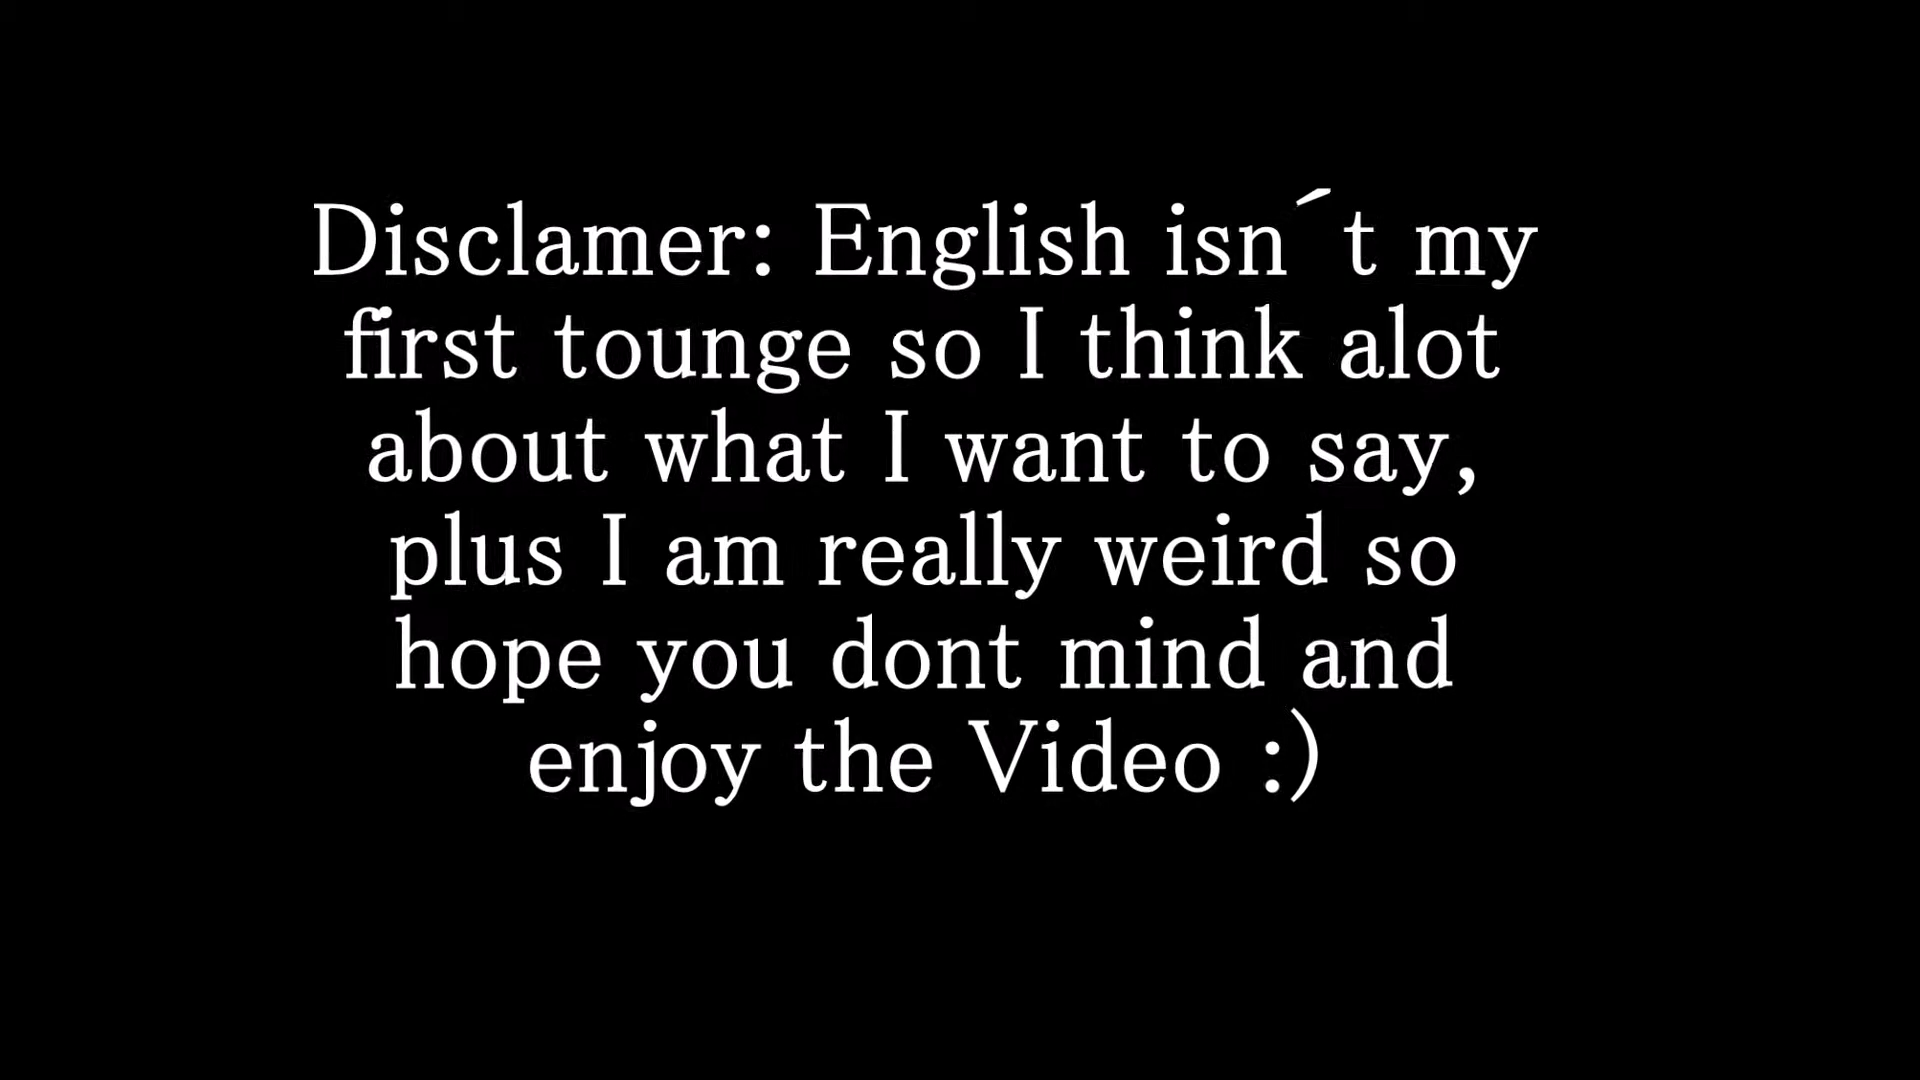 Disclamer: English isn´t my
first tounge so I think alot
about what I want to say,
plus I am really weird so
hope you dont mind and
enjoy the Video :)